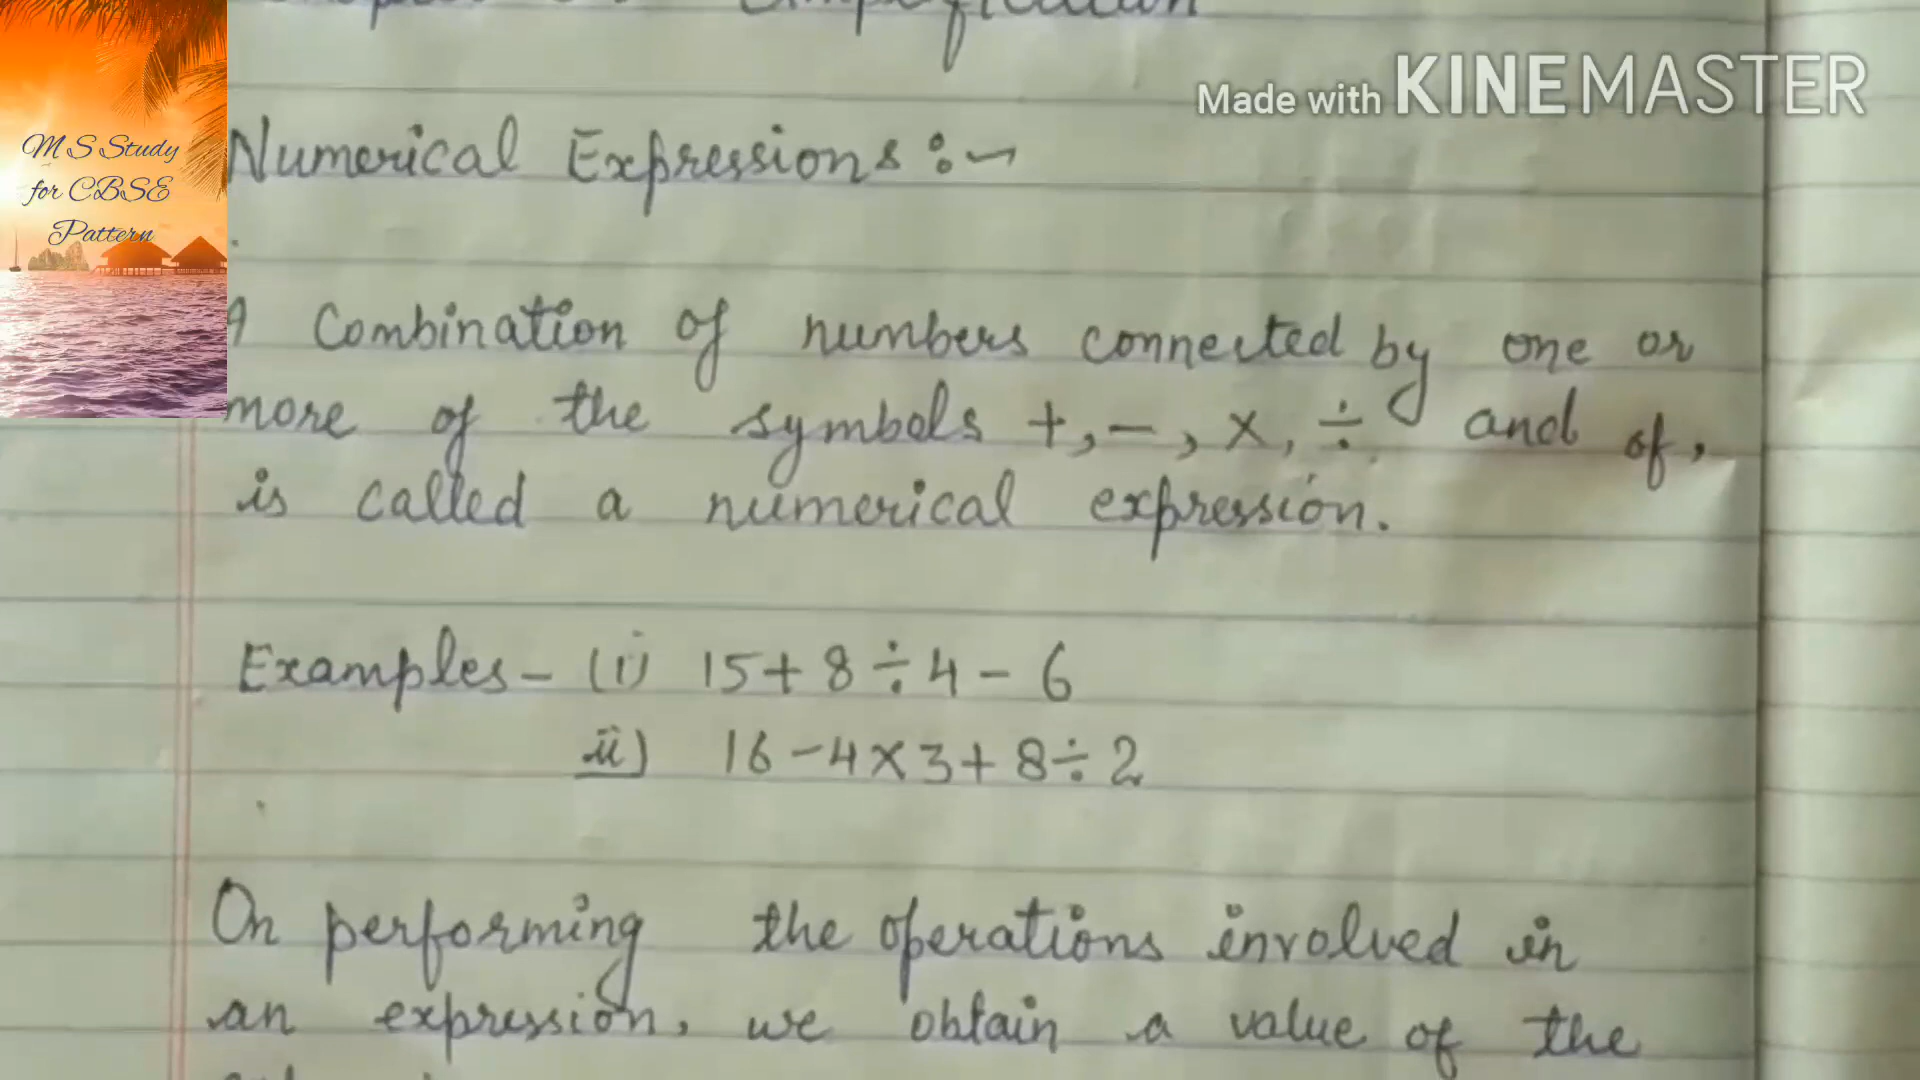 Simplification
Made with KINEMASTER
M S Study
for CBSE
Pattern
Numerical Expressions :-
A Combination of numbers connected by one or
more of the symbols +, -, ×, ÷ and of,
is called a numerical expression.
Examples - (i) 15 + 8 ÷ 4 - 6
ii) 16 - 4 × 3 + 8 ÷ 2
On performing the operations involved in
an expression, we obtain a value of the